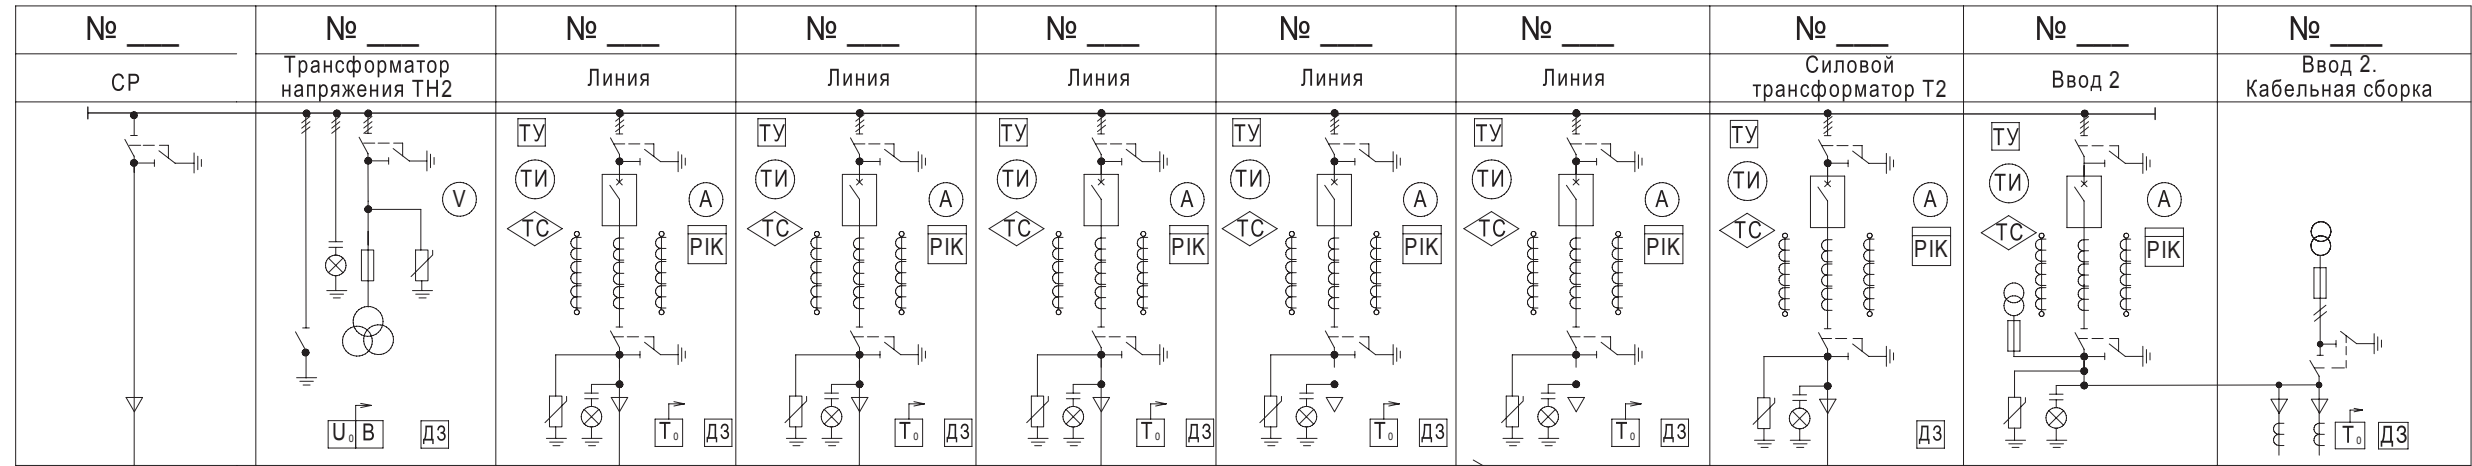 № ___ № ___ № ___ № ___ № ___ № ___ № ___ № ___ № ___ № ___
СР
Трансформатор
напряжения ТН2
Линия
Линия
Линия
Линия
Линия
Силовой
трансформатор Т2
Ввод 2
Ввод 2.
Кабельная сборка
V
U₀ В ДЗ
ТУ
ТИ
ТС
А
PIK
T₀ ДЗ
ТУ
ТИ
ТС
А
PIK
T₀ ДЗ
ТУ
ТИ
ТС
А
PIK
T₀ ДЗ
ТУ
ТИ
ТС
А
PIK
T₀ ДЗ
ТУ
ТИ
ТС
А
PIK
T₀ ДЗ
ТУ
ТИ
ТС
А
PIK
ДЗ
ТУ
ТИ
ТС
А
PIK
T₀ ДЗ